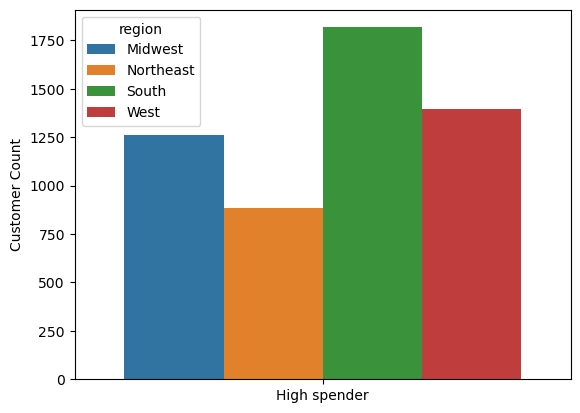 region
Midwest
Northeast
South
West
Customer Count
1750
1500
1250
1000
750
500
250
0
High spender